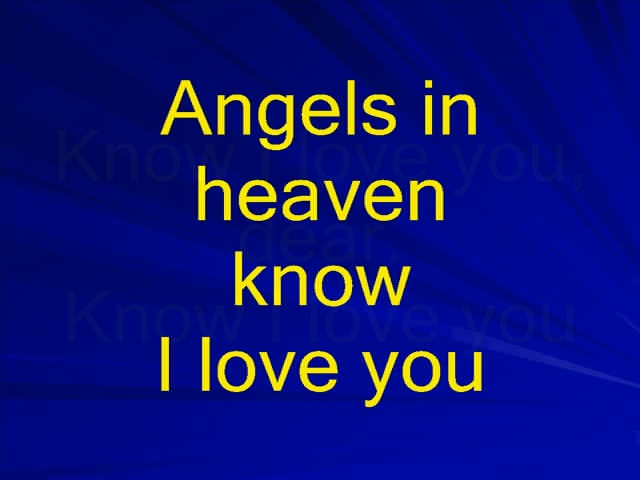 Angels in
Know I love you,
heaven
dear.
know
Know I love you
I love you